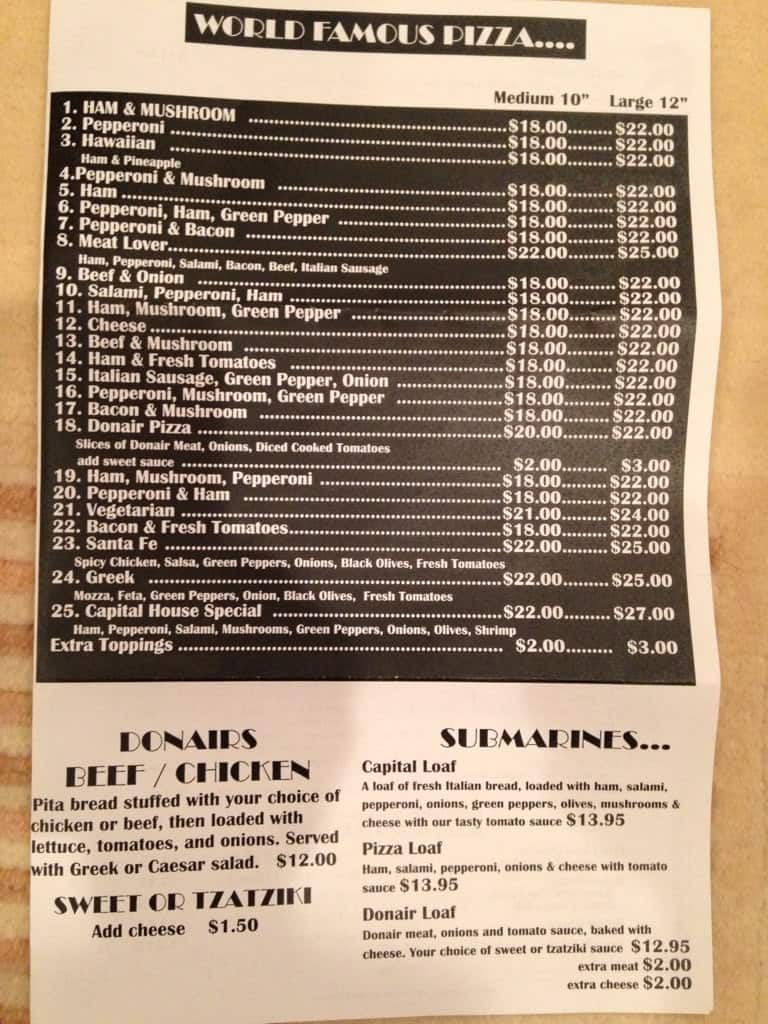 WORLD FAMOUS PIZZA....
Medium 10" Large 12"
1. HAM & MUSHROOM ........ $18.00........ $22.00
2. Pepperoni ........ $18.00........ $22.00
3. Hawaiian ........ $18.00........ $22.00
Ham & Pineapple
4.Pepperoni & Mushroom ........ $18.00........ $22.00
5. Ham ........ $18.00........ $22.00
6. Pepperoni, Ham, Green Pepper ........ $18.00........ $22.00
7. Pepperoni & Bacon ........ $18.00........ $22.00
8. Meat Lover........ $22.00........ $25.00
Ham, Pepperoni, Salami, Bacon, Beef, Italian Sausage
9. Beef & Onion ........ $18.00........ $22.00
10. Salami, Pepperoni, Ham ........ $18.00........ $22.00
11. Ham, Mushroom, Green Pepper ........ $18.00........ $22.00
12. Cheese ........ $18.00........ $22.00
13. Beef & Mushroom ........ $18.00........ $22.00
14. Ham & Fresh Tomatoes ........ $18.00........ $22.00
15. Italian Sausage, Green Pepper, Onion ........ $18.00........ $22.00
16. Pepperoni, Mushroom, Green Pepper ........ $18.00........ $22.00
17. Bacon & Mushroom ........ $18.00........ $22.00
18. Donair Pizza ........ $20.00........ $22.00
Slices of Donair Meat, Onions, Diced Cooked Tomatoes
add sweet sauce ........ $2.00........ $3.00
19. Ham, Mushroom, Pepperoni ........ $18.00........ $22.00
20. Pepperoni & Ham ........ $18.00........ $22.00
21. Vegetarian ........ $21.00........ $24.00
22. Bacon & Fresh Tomatoes........ $18.00........ $22.00
23. Santa Fe ........ $22.00........ $25.00
Spicy Chicken, Salsa, Green Peppers, Onions, Black Olives, Fresh Tomatoes
24. Greek ........ $22.00........ $25.00
Mozza, Feta, Green Peppers, Onion, Black Olives, Fresh Tomatoes
25. Capital House Special ........ $22.00........ $27.00
Ham, Pepperoni, Salami, Mushrooms, Green Peppers, Onions, Olives, Shrimp
Extra Toppings ........ $2.00........ $3.00
DONAIRS
BEEF / CHICKEN
Pita bread stuffed with your choice of
chicken or beef, then loaded with
lettuce, tomatoes, and onions. Served
with Greek or Caesar salad. $12.00
SWEET OR TZATZIKI
Add cheese $1.50
SUBMARINES...
Capital Loaf
A loaf of fresh Italian bread, loaded with ham, salami,
pepperoni, onions, green peppers, olives, mushrooms &
cheese with our tasty tomato sauce $13.95
Pizza Loaf
Ham, salami, pepperoni, onions & cheese with tomato
sauce $13.95
Donair Loaf
Donair meat, onions and tomato sauce, baked with
cheese. Your choice of sweet or tzatziki sauce $12.95
extra meat $2.00
extra cheese $2.00